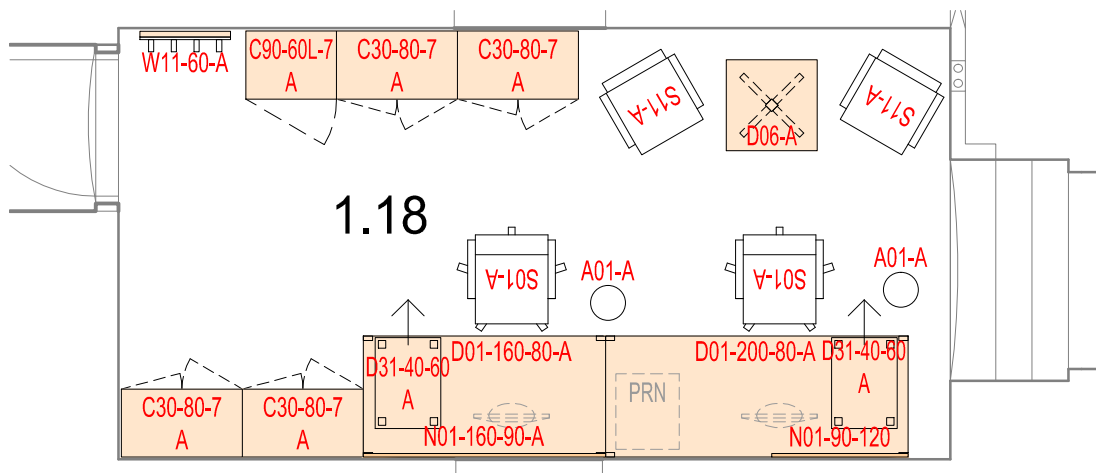 W11-60-A
C90-60L-7
A
C30-80-7
A
C30-80-7
A
S11-A
D06-A
S11-A
1.18
S01-A
A01-A
S01-A
A01-A
D01-160-80-A
D01-200-80-A
D31-40-60
A
D31-40-60
A
PRN
C30-80-7
A
C30-80-7
A
N01-160-90-A
N01-90-120